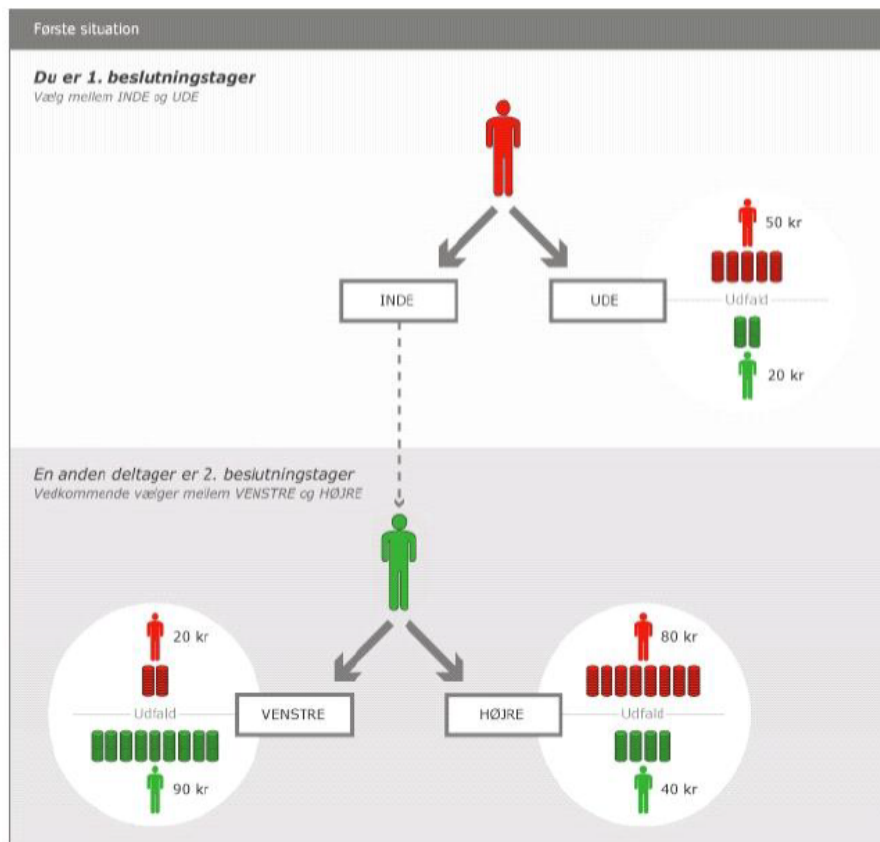 Første situation
Du er 1. beslutningstager
Vælg mellem INDE og UDE
50 kr
INDE
UDE
Udfald
20 kr
En anden deltager er 2. beslutningstager
Vedkommende vælger mellem VENSTRE og HØJRE
20 kr
80 kr
Udfald
VENSTRE
HØJRE
Udfald
90 kr
40 kr